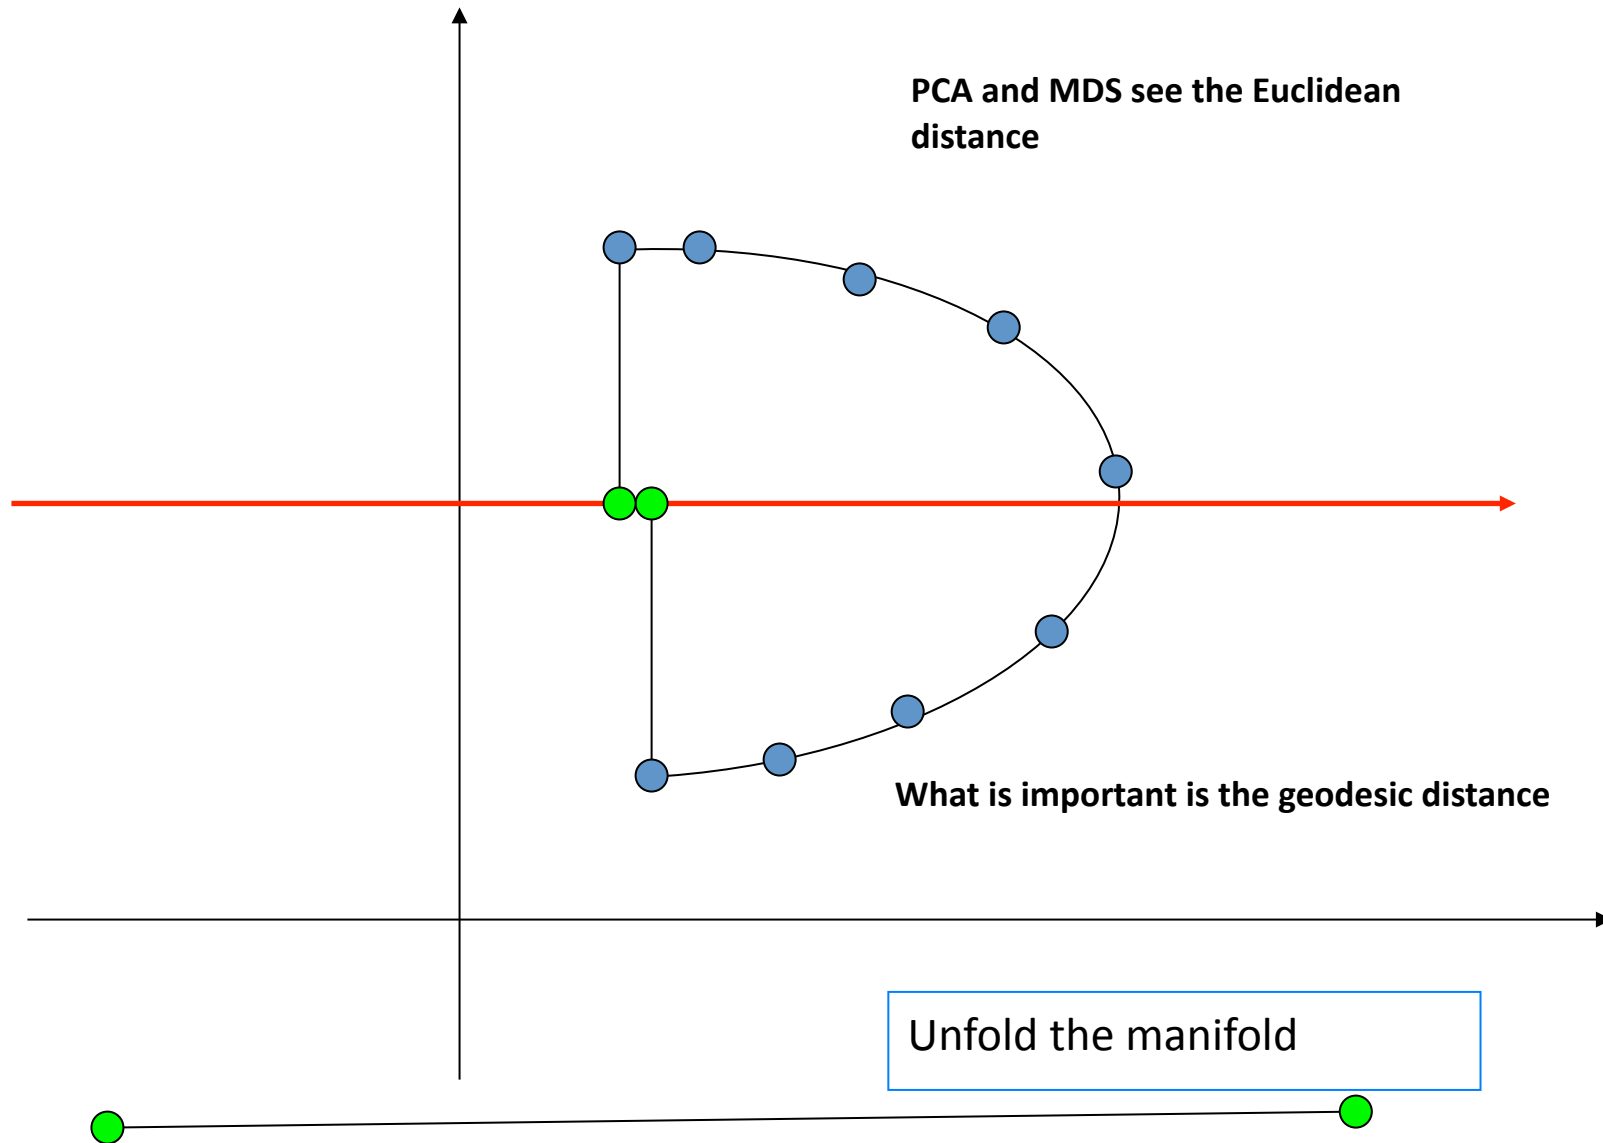 PCA and MDS see the Euclidean
distance
What is important is the geodesic distance
Unfold the manifold